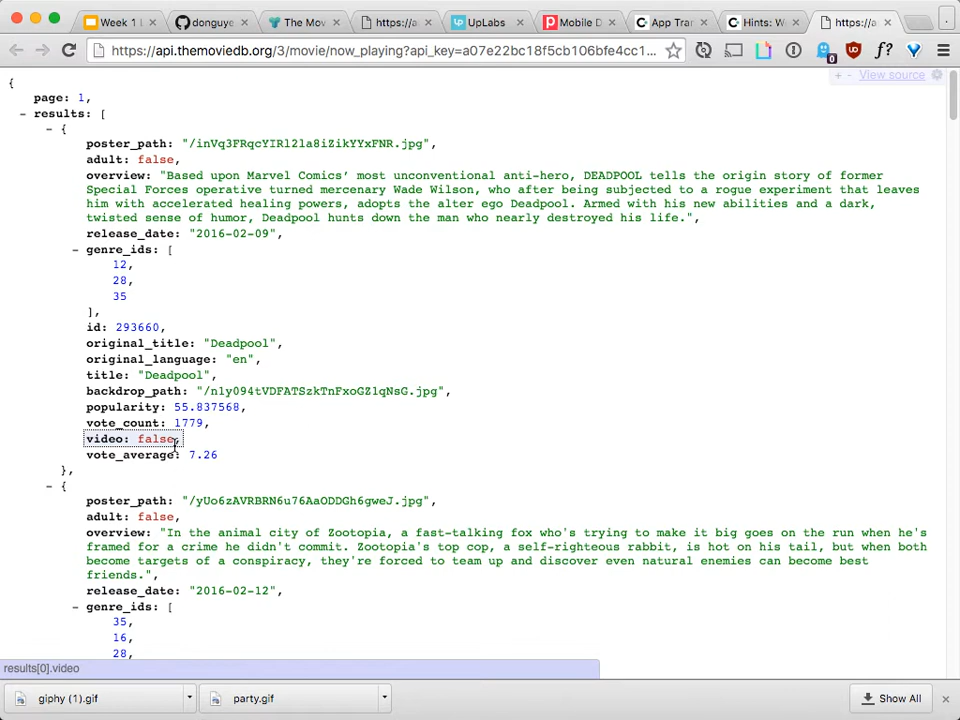 Week 1
donguye
The Mov
https://a
UpLabs
Mobile D
App Tran
Hints: W
https://a
https://api.themoviedb.org/3/movie/now_playing?api_key=a07e22bc18f5cb106bfe4cc1...
0
f?
+ - View source
{
page: 1,
- results: [
- {
poster_path: "/inVq3FRqcYIRl2la8iZikYYxFNR.jpg",
adult: false,
overview: "Based upon Marvel Comics’ most unconventional anti-hero, DEADPOOL tells the origin story of former
Special Forces operative turned mercenary Wade Wilson, who after being subjected to a rogue experiment that leaves
him with accelerated healing powers, adopts the alter ego Deadpool. Armed with his new abilities and a dark,
twisted sense of humor, Deadpool hunts down the man who nearly destroyed his life.",
release_date: "2016-02-09",
- genre_ids: [
12,
28,
35
],
id: 293660,
original_title: "Deadpool",
original_language: "en",
title: "Deadpool",
backdrop_path: "/n1y094tVDFATSzkTnFxoGZ1qNsG.jpg",
popularity: 55.837568,
vote_count: 1779,
video: false,
vote_average: 7.26
},
- {
poster_path: "/yUo6zAVRBRN6u76AaODDGh6gweJ.jpg",
adult: false,
overview: "In the animal city of Zootopia, a fast-talking fox who's trying to make it big goes on the run when he's
framed for a crime he didn't commit. Zootopia's top cop, a self-righteous rabbit, is hot on his tail, but when both
become targets of a conspiracy, they're forced to team up and discover even natural enemies can become best
friends.",
release_date: "2016-02-12",
- genre_ids: [
35,
16,
28,
results[0].video
giphy (1).gif
party.gif
Show All